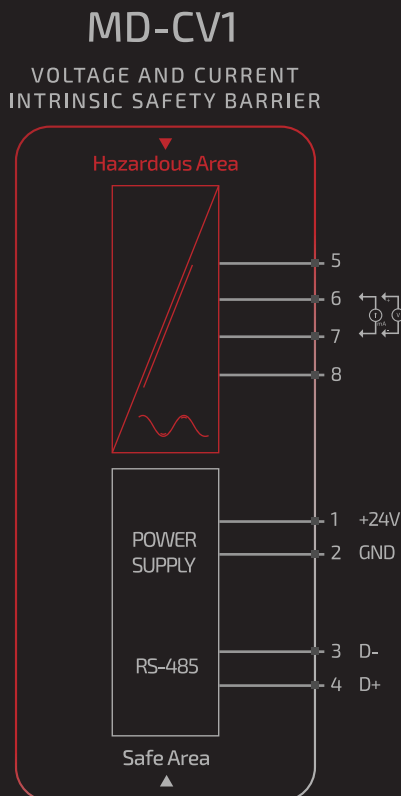 MD-CV1
VOLTAGE AND CURRENT
INTRINSIC SAFETY BARRIER
Hazardous Area
5
6
7
8
+
I
V
mA
-
POWER
SUPPLY
1 +24V
2 GND
RS-485
3 D-
4 D+
Safe Area